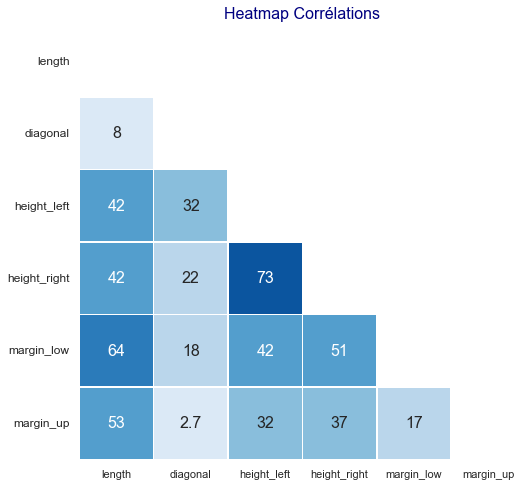 Heatmap Corrélations
length
diagonal 8
height_left 42 32
height_right 42 22 73
margin_low 64 18 42 51
margin_up 53 2.7 32 37 17
length diagonal height_left height_right margin_low margin_up